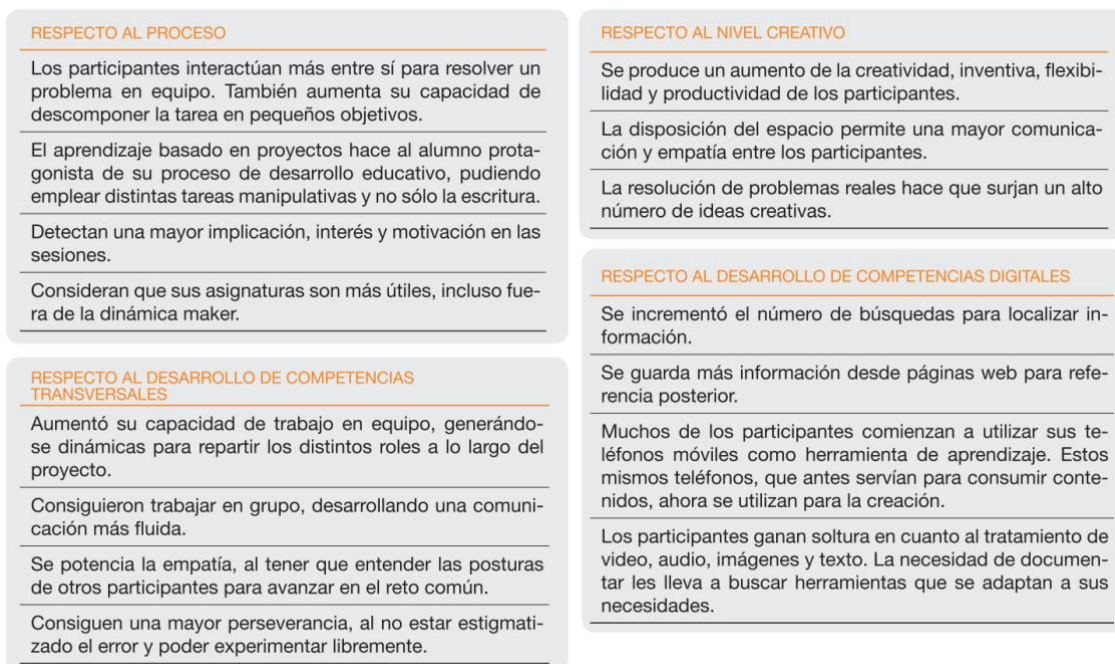 RESPECTO AL PROCESO
Los participantes interactúan más entre sí para resolver un
problema en equipo. También aumenta su capacidad de
descomponer la tarea en pequeños objetivos.
El aprendizaje basado en proyectos hace al alumno prota-
gonista de su proceso de desarrollo educativo, pudiendo
emplear distintas tareas manipulativas y no sólo la escritura.
Detectan una mayor implicación, interés y motivación en las
sesiones.
Consideran que sus asignaturas son más útiles, incluso fue-
ra de la dinámica maker.
RESPECTO AL DESARROLLO DE COMPETENCIAS
TRANSVERSALES
Aumentó su capacidad de trabajo en equipo, generándo-
se dinámicas para repartir los distintos roles a lo largo del
proyecto.
Consiguieron trabajar en grupo, desarrollando una comuni-
cación más fluida.
Se potencia la empatía, al tener que entender las posturas
de otros participantes para avanzar en el reto común.
Consiguen una mayor perseverancia, al no estar estigmati-
zado el error y poder experimentar libremente.
RESPECTO AL NIVEL CREATIVO
Se produce un aumento de la creatividad, inventiva, flexibi-
lidad y productividad de los participantes.
La disposición del espacio permite una mayor comunica-
ción y empatía entre los participantes.
La resolución de problemas reales hace que surjan un alto
número de ideas creativas.
RESPECTO AL DESARROLLO DE COMPETENCIAS DIGITALES
Se incrementó el número de búsquedas para localizar in-
formación.
Se guarda más información desde páginas web para refe-
rencia posterior.
Muchos de los participantes comienzan a utilizar sus te-
léfonos móviles como herramienta de aprendizaje. Estos
mismos teléfonos, que antes servían para consumir conte-
nidos, ahora se utilizan para la creación.
Los participantes ganan soltura en cuanto al tratamiento de
video, audio, imágenes y texto. La necesidad de documen-
tar les lleva a buscar herramientas que se adaptan a sus
necesidades.